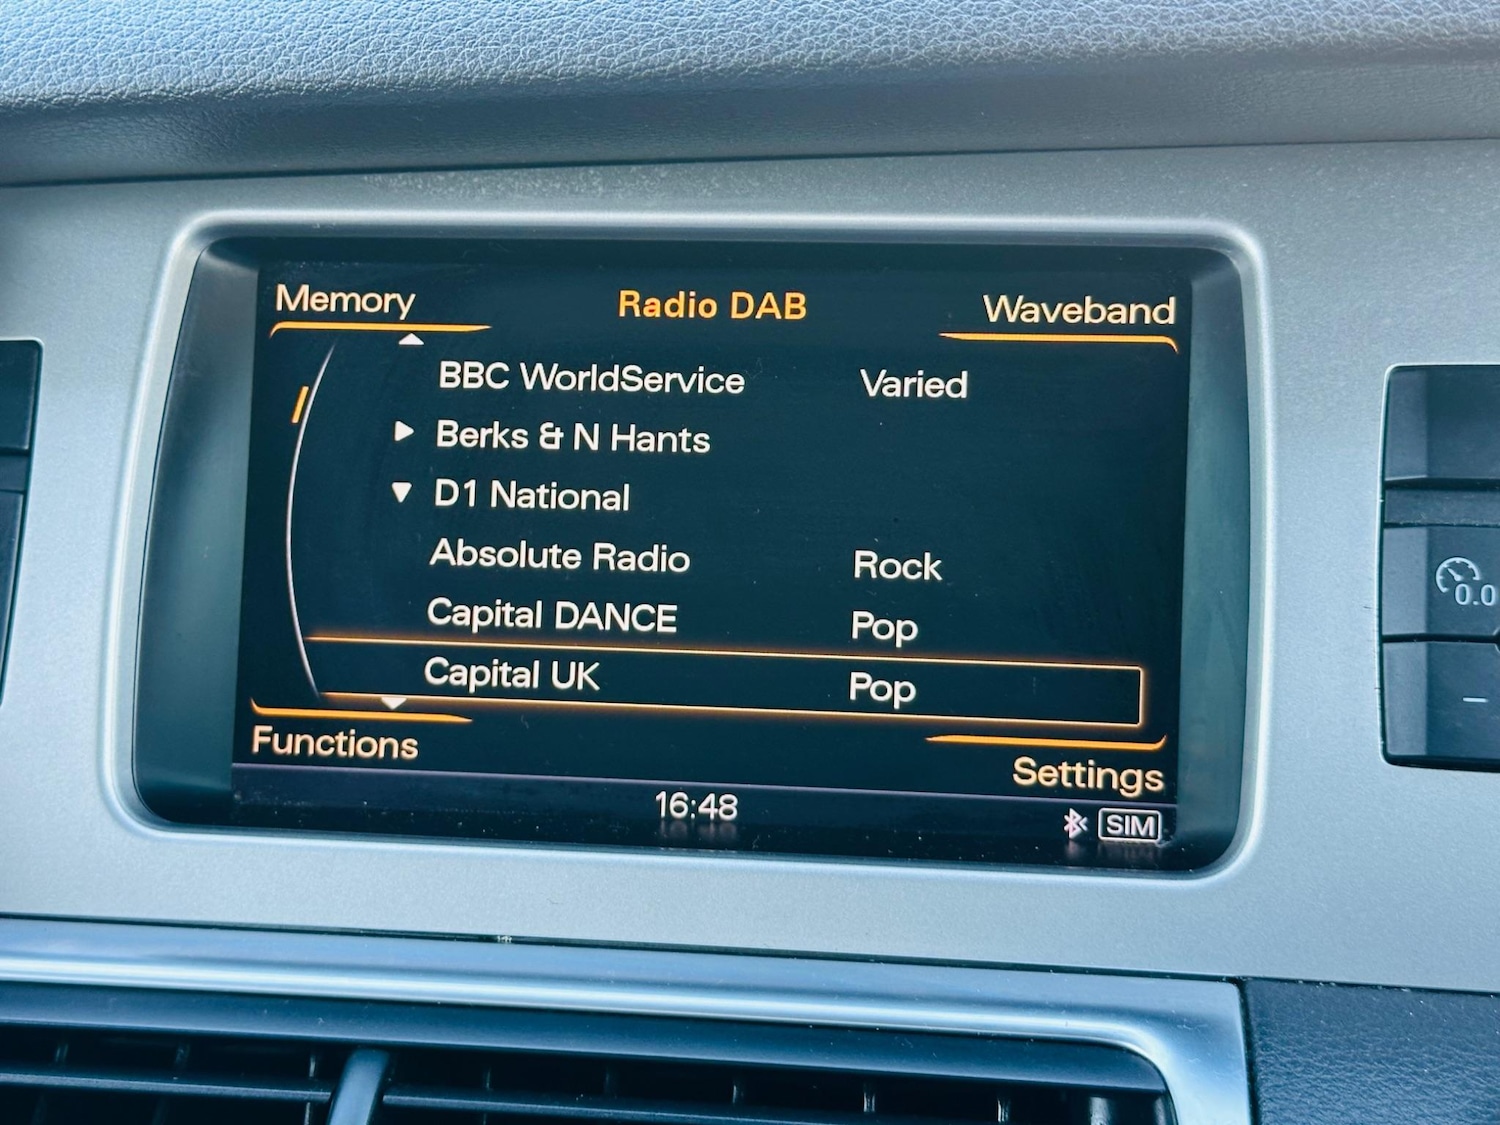 Memory Radio DAB Waveband
BBC WorldService Varied
Berks & N Hants
D1 National
Absolute Radio Rock
Capital DANCE Pop
Capital UK Pop
Functions Settings
16:48
SIM
0.0